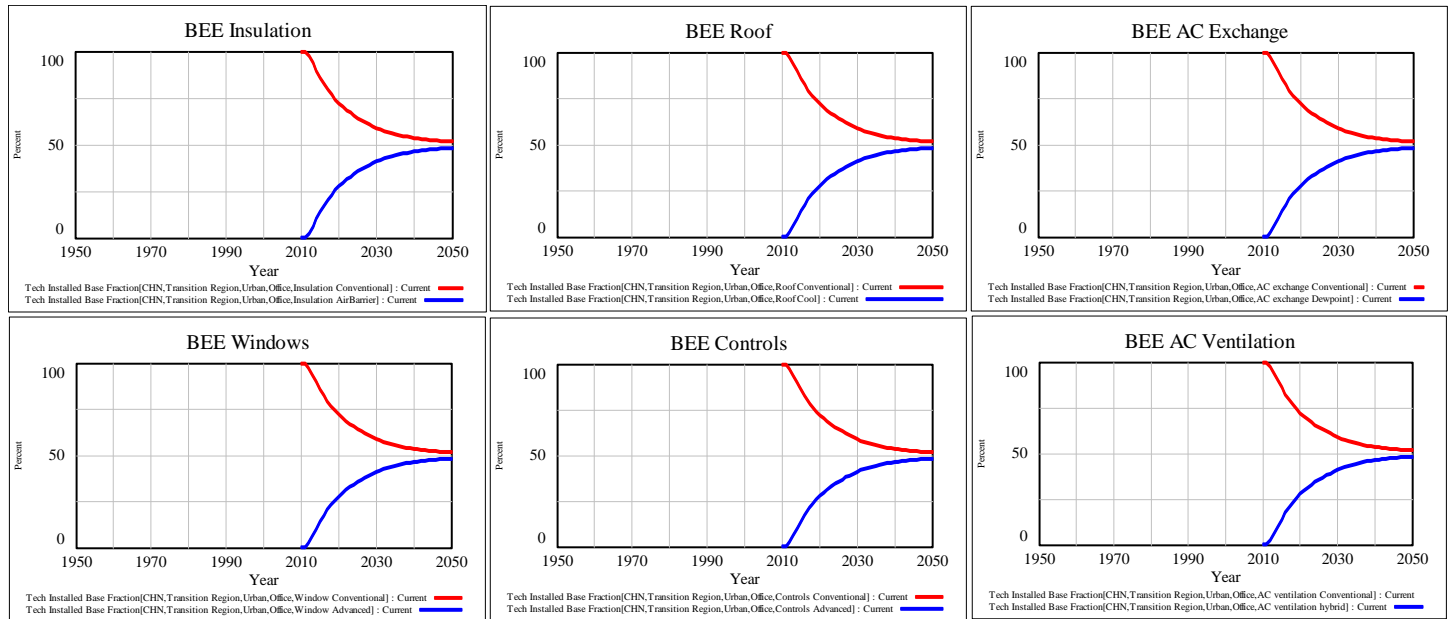 BEE Insulation
100
50
0
Percent
1950 1970 1990 2010 2030 2050
Year
Tech Installed Base Fraction[CHN,Transition Region,Urban,Office,Insulation Conventional] : Current
Tech Installed Base Fraction[CHN,Transition Region,Urban,Office,Insulation AirBarrier] : Current
BEE Roof
100
50
0
Percent
1950 1970 1990 2010 2030 2050
Year
Tech Installed Base Fraction[CHN,Transition Region,Urban,Office,Roof Conventional] : Current
Tech Installed Base Fraction[CHN,Transition Region,Urban,Office,Roof Cool] : Current
BEE AC Exchange
100
50
0
Percent
1950 1970 1990 2010 2030 2050
Year
Tech Installed Base Fraction[CHN,Transition Region,Urban,Office,AC exchange Conventional] : Current
Tech Installed Base Fraction[CHN,Transition Region,Urban,Office,AC exchange Dewpoint] : Current
BEE Windows
100
50
0
Percent
1950 1970 1990 2010 2030 2050
Year
Tech Installed Base Fraction[CHN,Transition Region,Urban,Office,Window Conventional] : Current
Tech Installed Base Fraction[CHN,Transition Region,Urban,Office,Window Advanced] : Current
BEE Controls
100
50
0
Percent
1950 1970 1990 2010 2030 2050
Year
Tech Installed Base Fraction[CHN,Transition Region,Urban,Office,Controls Conventional] : Current
Tech Installed Base Fraction[CHN,Transition Region,Urban,Office,Controls Advanced] : Current
BEE AC Ventilation
100
50
0
Percent
1950 1970 1990 2010 2030 2050
Year
Tech Installed Base Fraction[CHN,Transition Region,Urban,Office,AC ventilation Conventional] : Current
Tech Installed Base Fraction[CHN,Transition Region,Urban,Office,AC ventilation hybrid] : Current